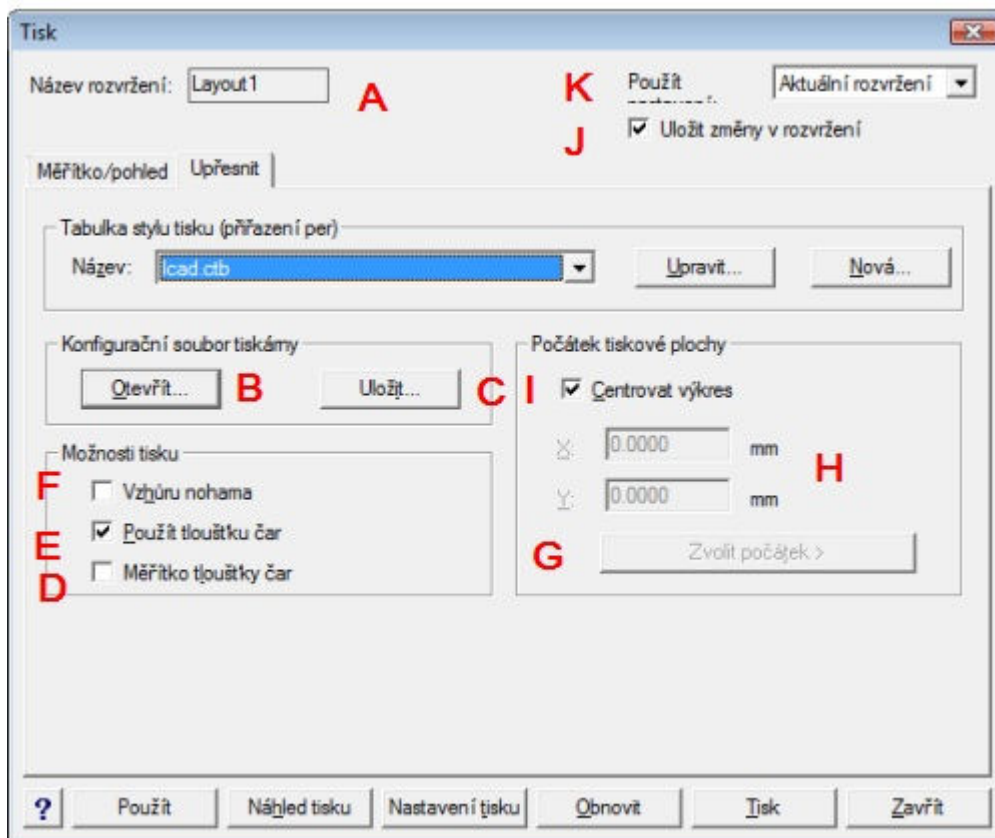 Tisk
Název rozvržení: Layout1 A
K Použít Aktuální rozvržení
J Uložit změny v rozvržení
Měřítko/pohled Upřesnit
Tabulka stylu tisku (přiřazení per)
Název: Icad.ctb Upravit... Nová...
Konfigurační soubor tiskárny
Otevřít... B Uložit... C
Počátek tiskové plochy
I Centrovat výkres
X: 0.0000 mm
H
Y: 0.0000 mm
G Zvolit počátek >
Možnosti tisku
F Vzhůru nohama
E Použít tloušťku čar
D Měřítko tloušťky čar
? Použít Náhled tisku Nastavení tisku Obnovit Tisk Zavřít